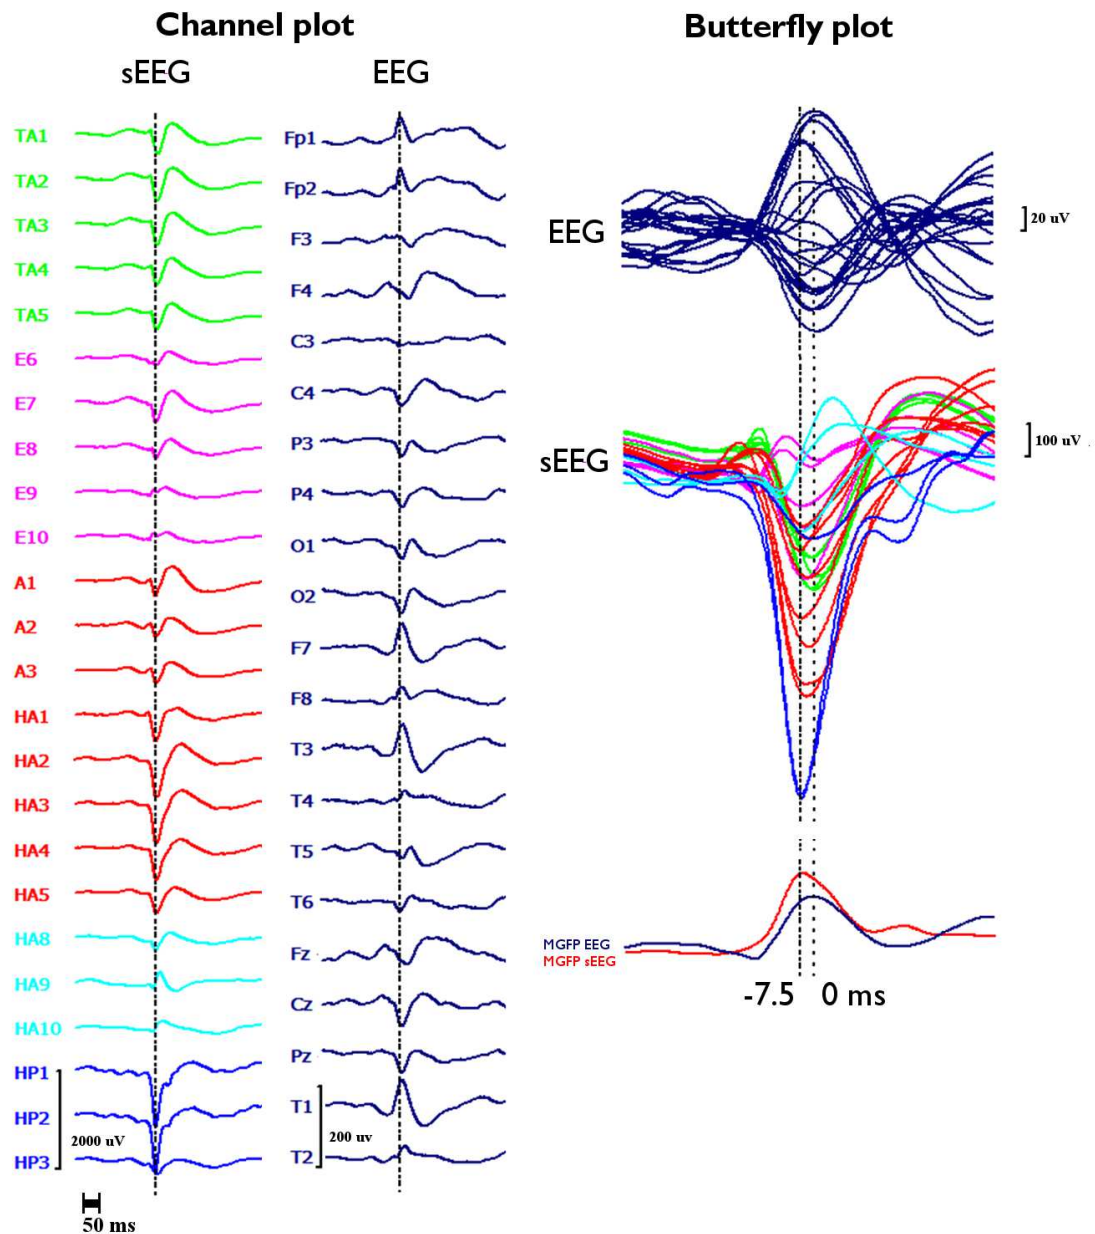 Channel plot
sEEG
EEG
TA1
TA2
TA3
TA4
TA5
E6
E7
E8
E9
E10
A1
A2
A3
HA1
HA2
HA3
HA4
HA5
HA8
HA9
HA10
HP1
HP2
HP3
2000 uV
50 ms
Fp1
Fp2
F3
F4
C3
C4
P3
P4
O1
O2
F7
F8
T3
T4
T5
T6
Fz
Cz
Pz
T1
T2
200 uv
Butterfly plot
EEG
20 uV
sEEG
100 uV
MGFP EEG
MGFP sEEG
-7.5 0 ms